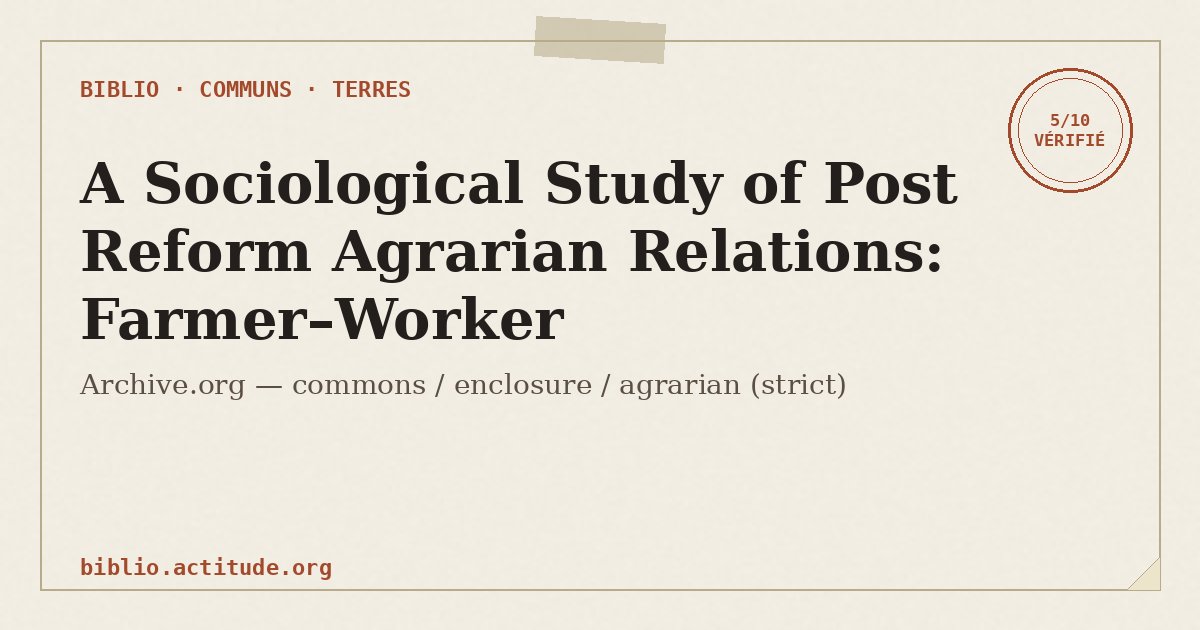 BIBLIO · COMMUNS · TERRES
5/10
VÉRIFIÉ
A Sociological Study of Post
Reform Agrarian Relations:
Farmer–Worker
Archive.org — commons / enclosure / agrarian (strict)
biblio.actitude.org